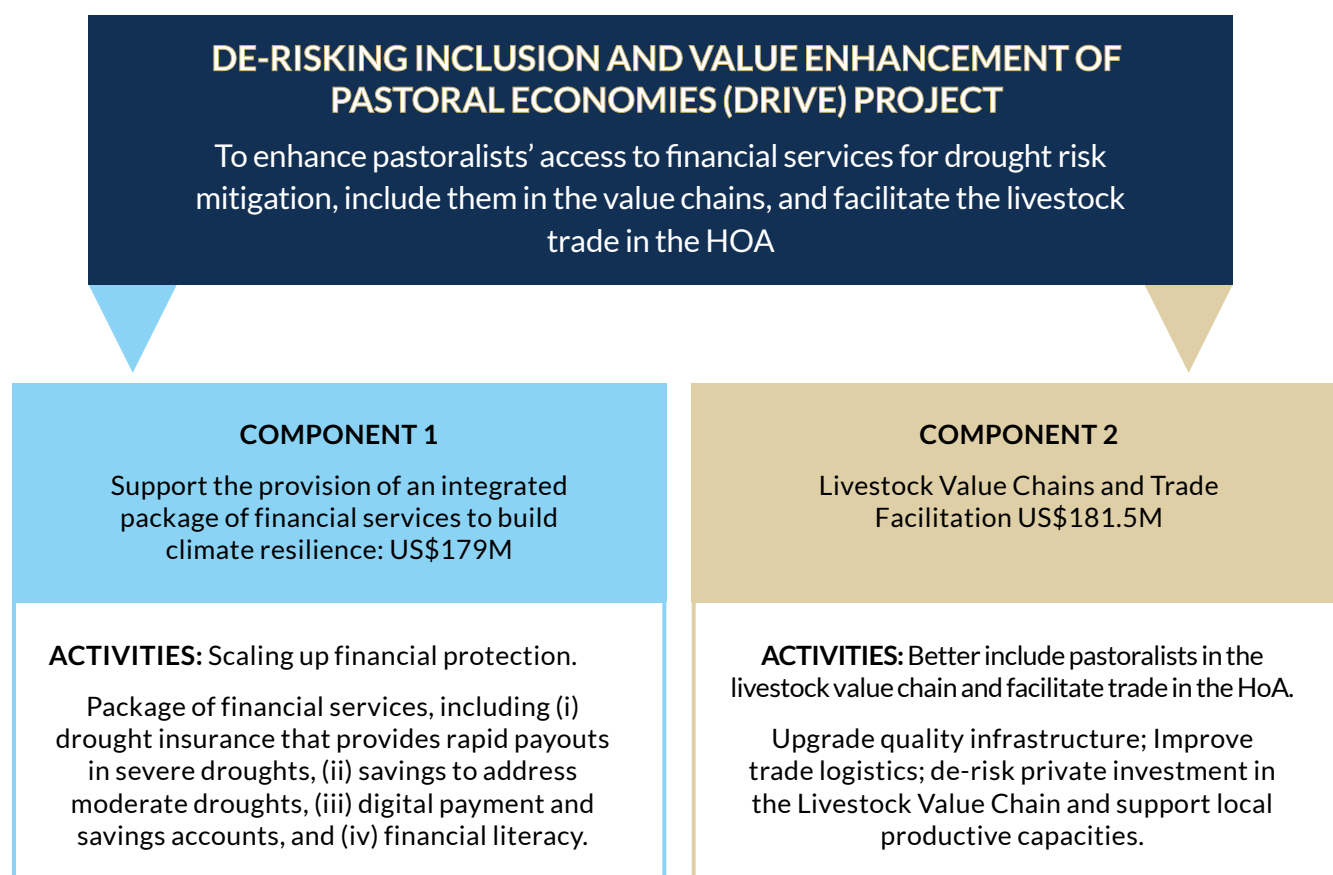 DE-RISKING INCLUSION AND VALUE ENHANCEMENT OF
PASTORAL ECONOMIES (DRIVE) PROJECT
To enhance pastoralists’ access to financial services for drought risk
mitigation, include them in the value chains, and facilitate the livestock
trade in the HOA
COMPONENT 1
Support the provision of an integrated
package of financial services to build
climate resilience: US$179M
ACTIVITIES: Scaling up financial protection.
Package of financial services, including (i)
drought insurance that provides rapid payouts
in severe droughts, (ii) savings to address
moderate droughts, (iii) digital payment and
savings accounts, and (iv) financial literacy.
COMPONENT 2
Livestock Value Chains and Trade
Facilitation US$181.5M
ACTIVITIES: Better include pastoralists in the
livestock value chain and facilitate trade in the HoA.
Upgrade quality infrastructure; Improve
trade logistics; de-risk private investment in
the Livestock Value Chain and support local
productive capacities.